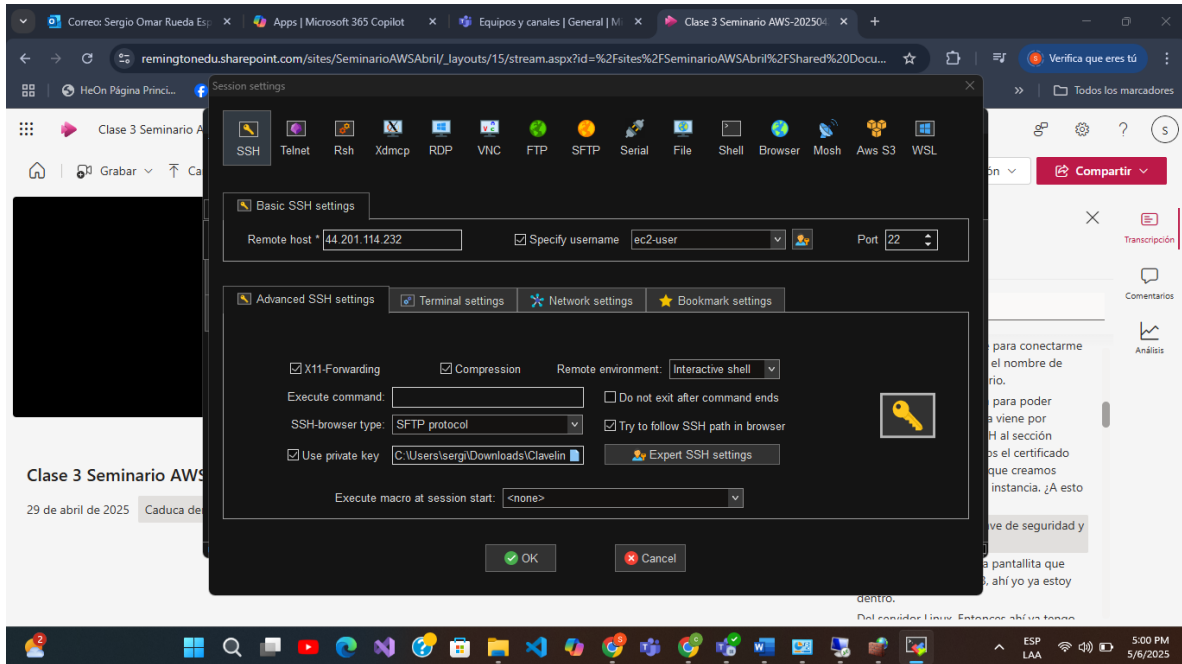 Correo: Sergio Omar Rueda Esp
Apps | Microsoft 365 Copilot
Equipos y canales | General | Mi
Clase 3 Seminario AWS-202504
remingtonedu.sharepoint.com/sites/SeminarioAWSAbril/_layouts/15/stream.aspx?id=%2Fsites%2FSeminarioAWSAbril%2FShared%20Docu...
Verifica que eres tú
HeOn Página Princi...
Todos los marcadores
Session settings
Clase 3 Seminario A
S
SSH Telnet Rsh Xdmcp RDP VNC FTP SFTP Serial File Shell Browser Mosh Aws S3 WSL
Grabar
Ca
ón
Compartir
Basic SSH settings
Remote host * 44.201.114.232 Specify username ec2-user Port 22
Transcripción
Comentarios
Análisis
Advanced SSH settings Terminal settings Network settings Bookmark settings
X11-Forwarding Compression Remote environment: Interactive shell
Execute command: Do not exit after command ends
SSH-browser type: SFTP protocol Try to follow SSH path in browser
Use private key C:\Users\sergi\Downloads\Clavelin Expert SSH settings
Execute macro at session start: <none>
OK Cancel
Clase 3 Seminario AWS
29 de abril de 2025 Caduca de
para conectarme
el nombre de
rio.
para poder
a viene por
H al sección
os el certificado
que creamos
instancia. ¿A esto
ve de seguridad y
a pantallita que
, ahí yo ya estoy
dentro.
Del servidor Linux. Entonces ahí ya tengo
2
ESP
LAA
5:00 PM
5/6/2025